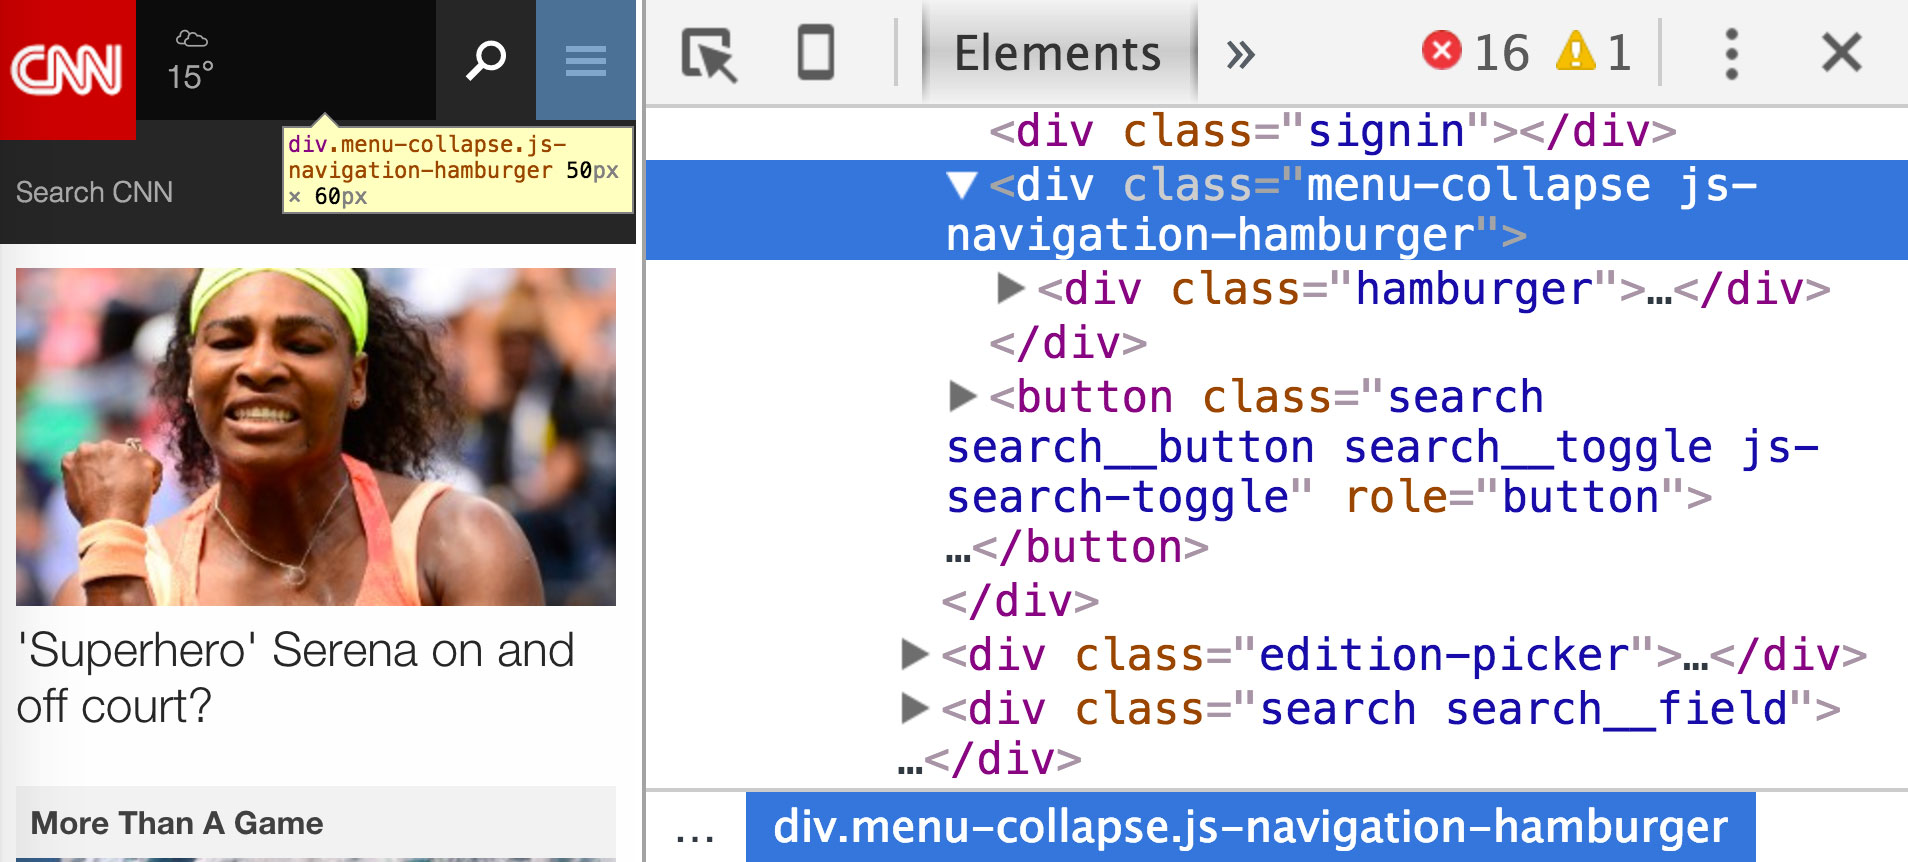 CNN
15°
div.menu-collapse.js-
navigation-hamburger 50px
× 60px
Search CNN
'Superhero' Serena on and
off court?
More Than A Game
Elements » 16 1
<div class="signin"></div>
<div class="menu-collapse js-
navigation-hamburger">
<div class="hamburger">…</div>
</div>
<button class="search
search__button search__toggle js-
search-toggle" role="button">
…</button>
</div>
<div class="edition-picker">…</div>
<div class="search search__field">
…</div>
... div.menu-collapse.js-navigation-hamburger